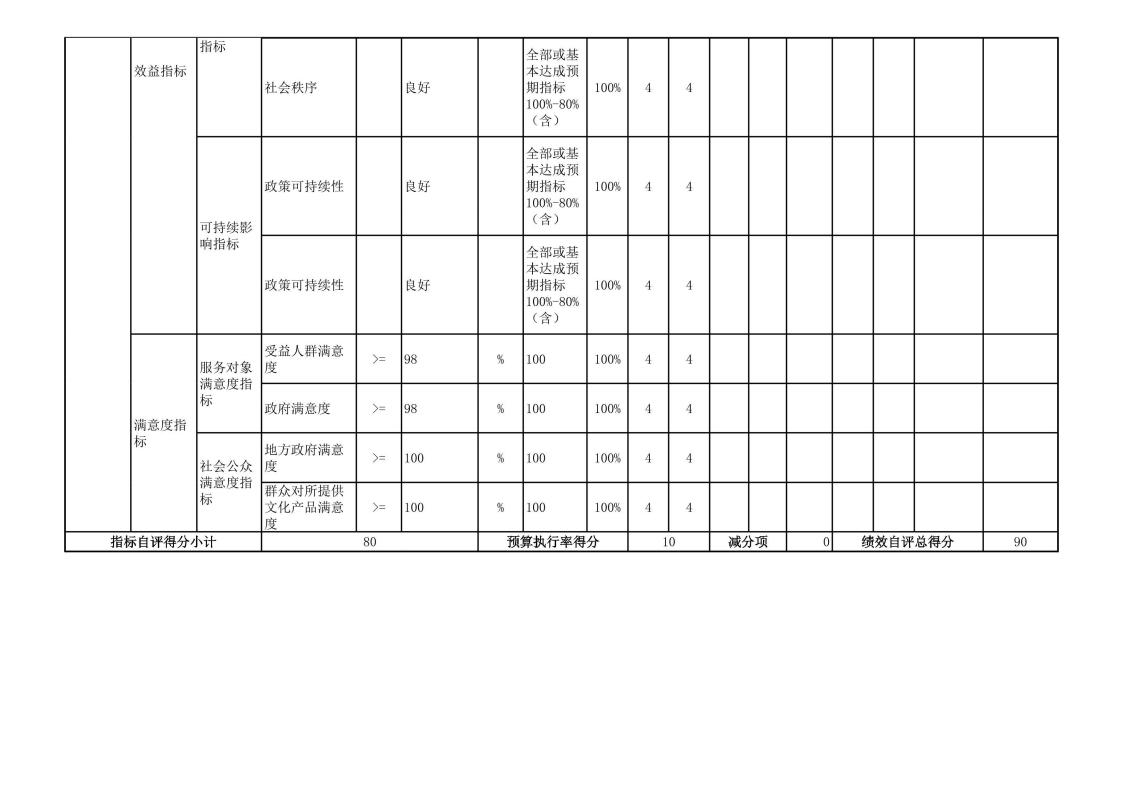 效益指标
指标
社会秩序
良好
全部或基
本达成预
期指标
100%-80%
（含）
100%
4
4
可持续影
响指标
政策可持续性
良好
全部或基
本达成预
期指标
100%-80%
（含）
100%
4
4
政策可持续性
良好
全部或基
本达成预
期指标
100%-80%
（含）
100%
4
4
满意度指
标
服务对象
满意度指
标
受益人群满意
度
>=
98
%
100
100%
4
4
政府满意度
>=
98
%
100
100%
4
4
社会公众
满意度指
标
地方政府满意
度
>=
100
%
100
100%
4
4
群众对所提供
文化产品满意
度
>=
100
%
100
100%
4
4
指标自评得分小计
80
预算执行率得分
10
减分项
0
绩效自评总得分
90